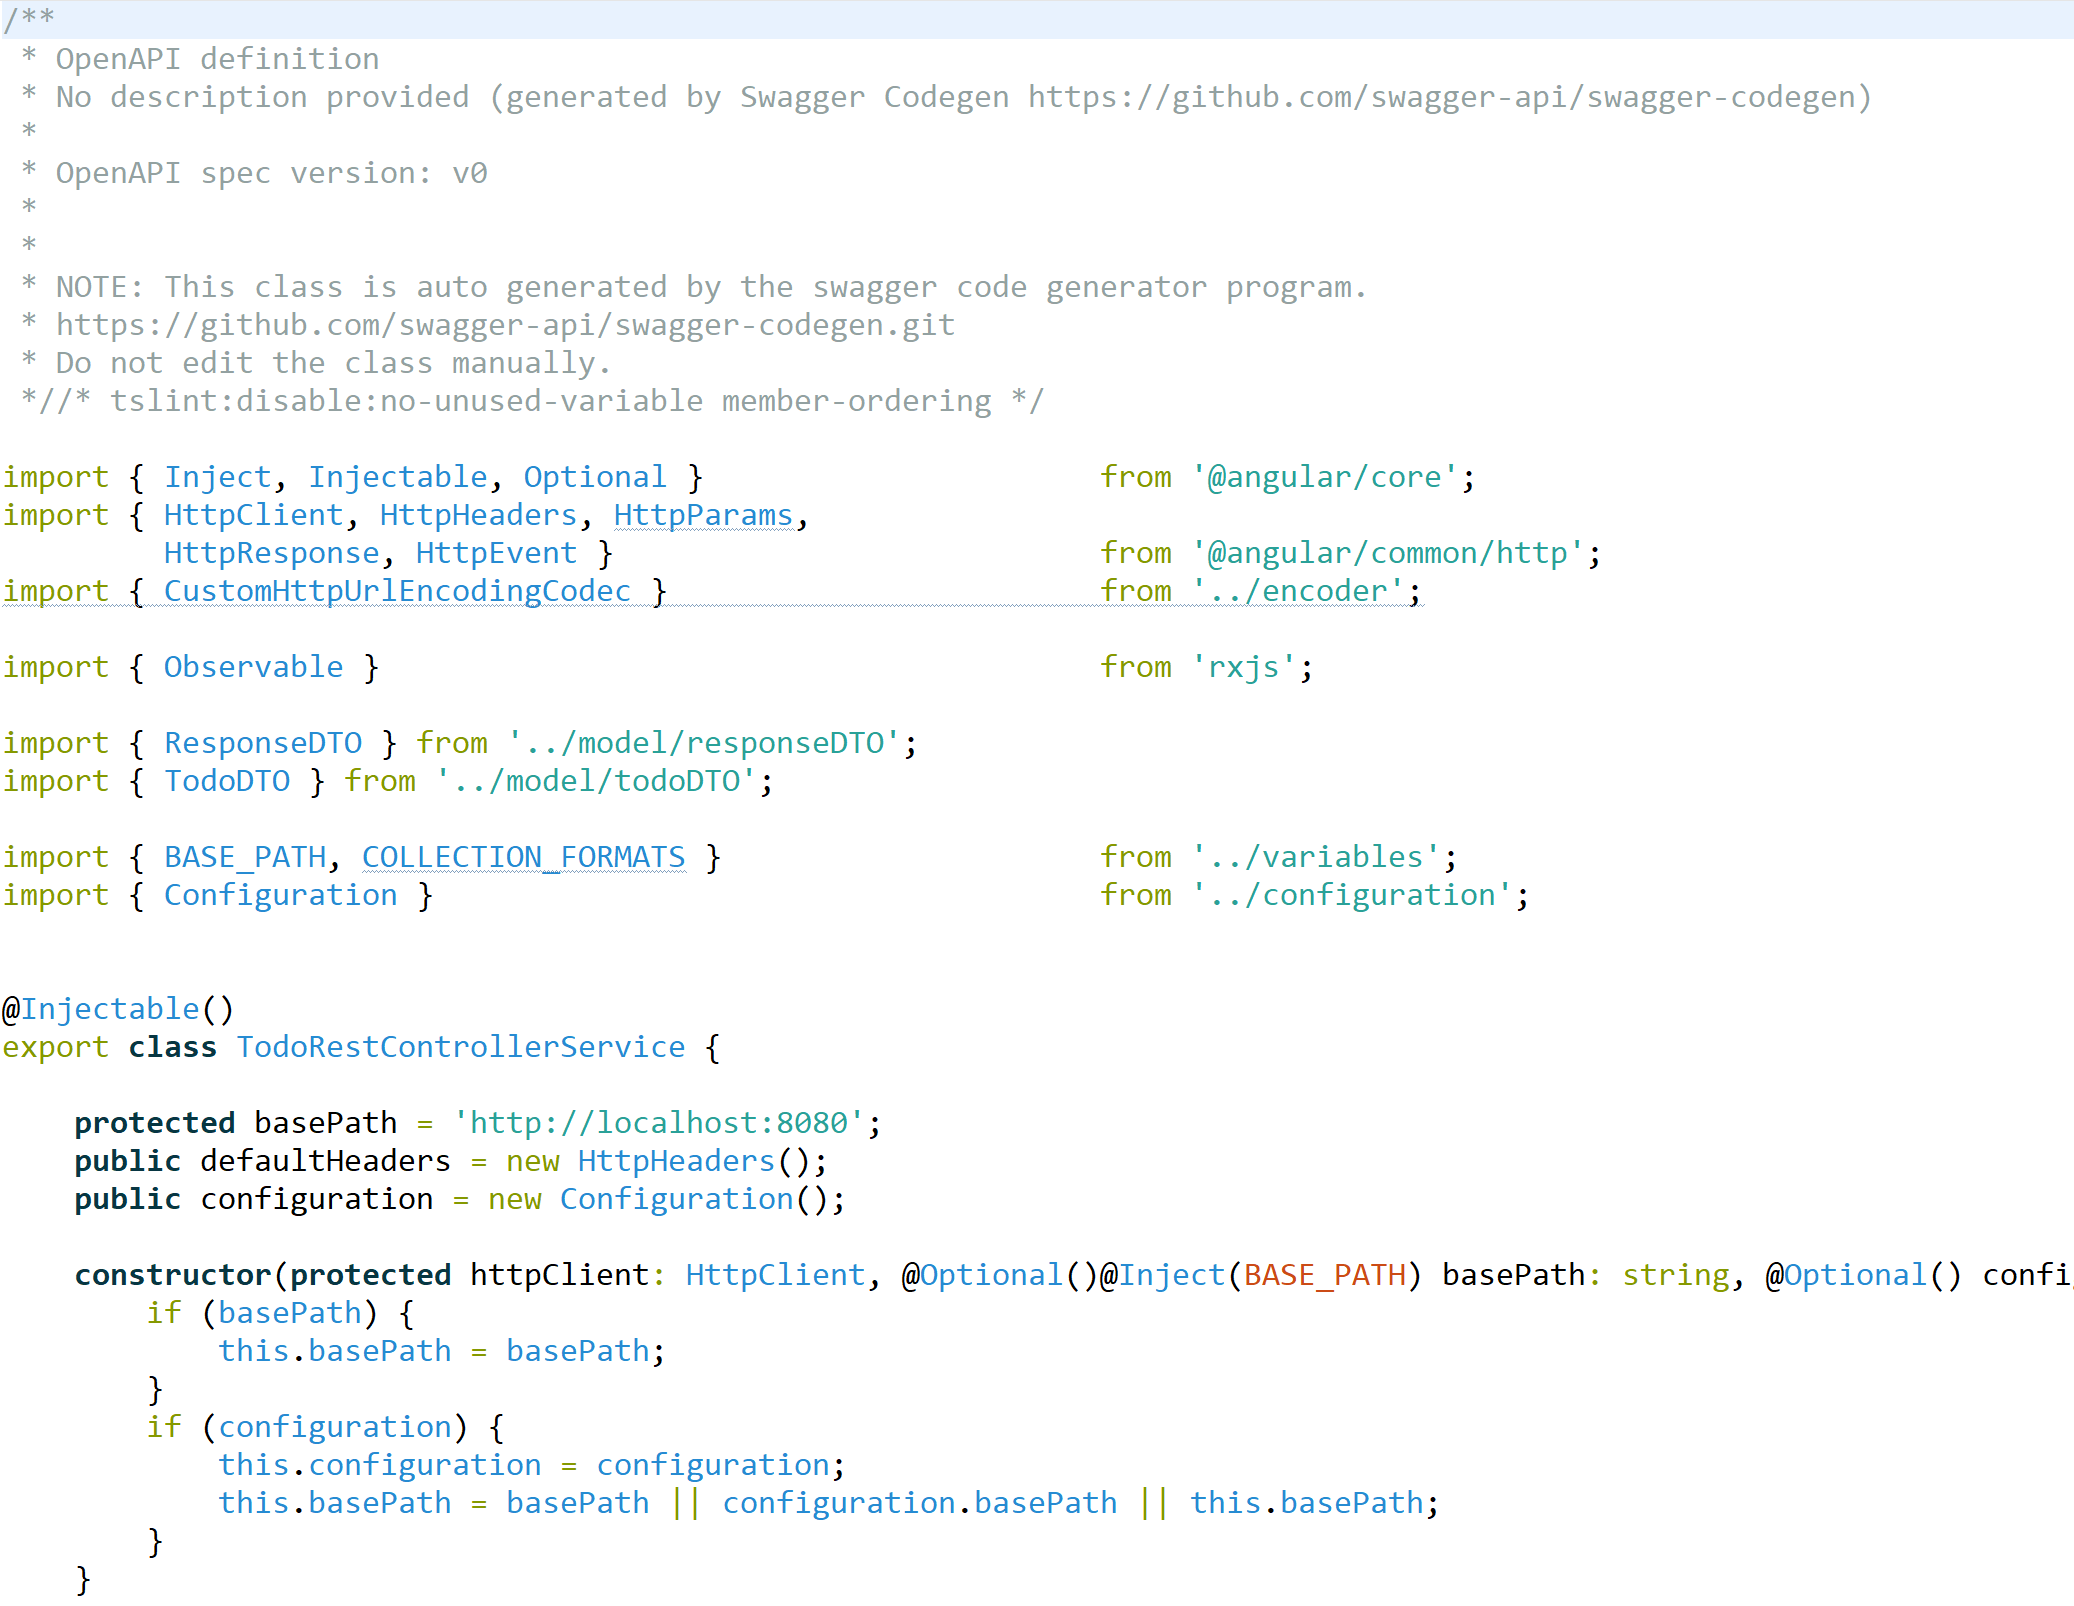 /**
 * OpenAPI definition
 * No description provided (generated by Swagger Codegen https://github.com/swagger-api/swagger-codegen)
 *
 * OpenAPI spec version: v0
 *
 *
 * NOTE: This class is auto generated by the swagger code generator program.
 * https://github.com/swagger-api/swagger-codegen.git
 * Do not edit the class manually.
 *//* tslint:disable:no-unused-variable member-ordering */

import { Inject, Injectable, Optional }                      from '@angular/core';
import { HttpClient, HttpHeaders, HttpParams,
         HttpResponse, HttpEvent }                           from '@angular/common/http';
import { CustomHttpUrlEncodingCodec }                        from '../encoder';

import { Observable }                                        from 'rxjs';

import { ResponseDTO } from '../model/responseDTO';
import { TodoDTO } from '../model/todoDTO';

import { BASE_PATH, COLLECTION_FORMATS }                     from '../variables';
import { Configuration }                                     from '../configuration';


@Injectable()
export class TodoRestControllerService {

    protected basePath = 'http://localhost:8080';
    public defaultHeaders = new HttpHeaders();
    public configuration = new Configuration();

    constructor(protected httpClient: HttpClient, @Optional()@Inject(BASE_PATH) basePath: string, @Optional() confi
        if (basePath) {
            this.basePath = basePath;
        }
        if (configuration) {
            this.configuration = configuration;
            this.basePath = basePath || configuration.basePath || this.basePath;
        }
    }